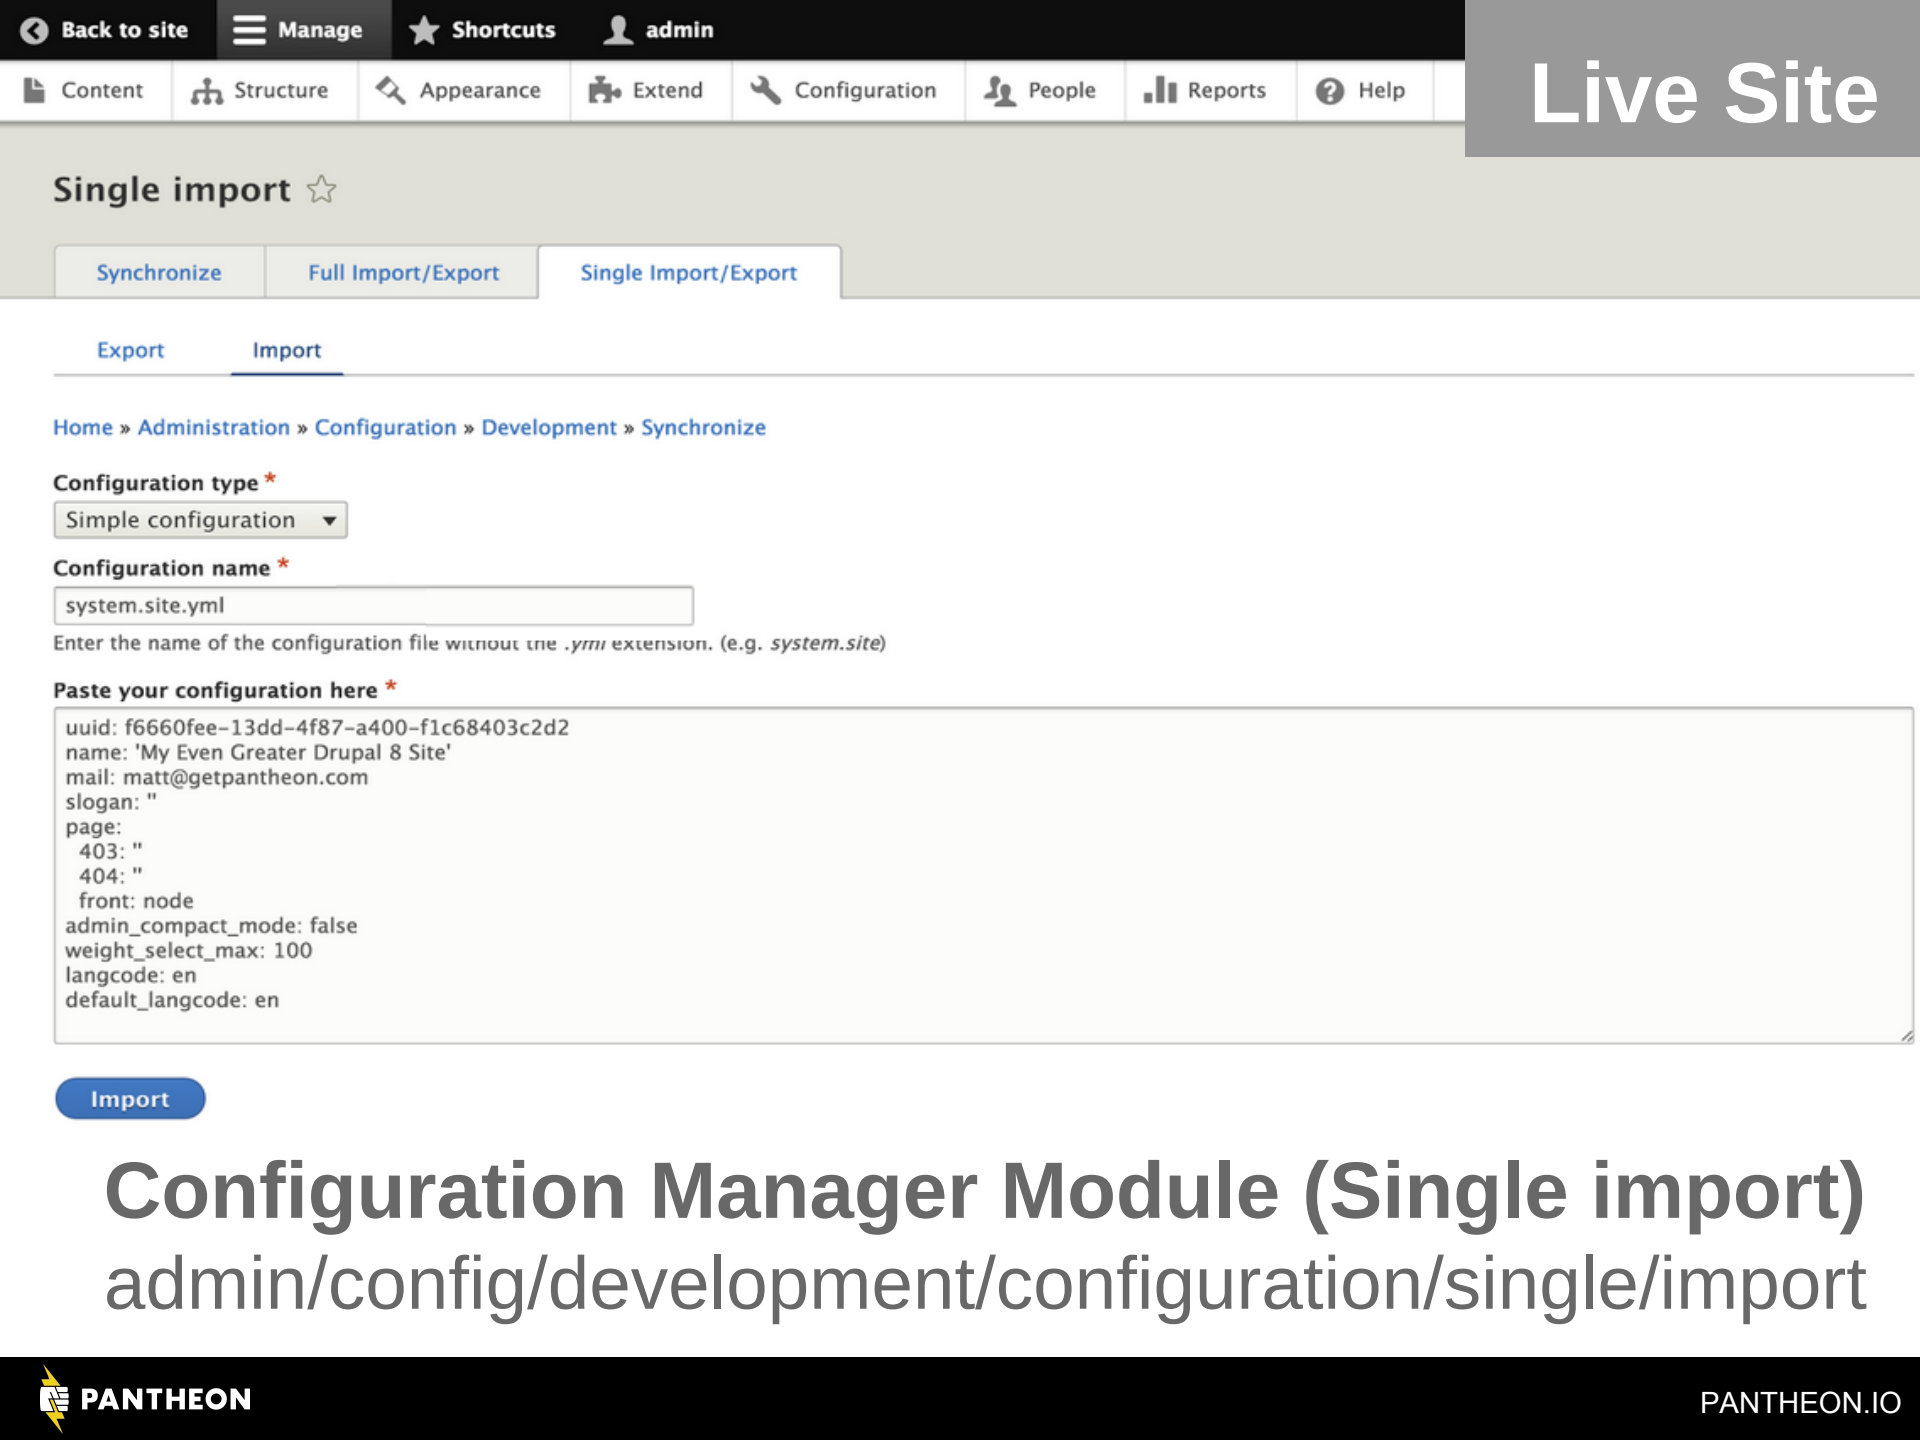 Back to site Manage Shortcuts admin
Content Structure Appearance Extend Configuration People Reports Help
Live Site
Single import
Synchronize Full Import/Export Single Import/Export
Export Import
Home » Administration » Configuration » Development » Synchronize
Configuration type *
Simple configuration
Configuration name *
system.site.yml
Enter the name of the configuration file without the .yml extension. (e.g. system.site)
Paste your configuration here *
uuid: f6660fee-13dd-4f87-a400-f1c68403c2d2
name: 'My Even Greater Drupal 8 Site'
mail: matt@getpantheon.com
slogan: ''
page:
  403: ''
  404: ''
  front: node
admin_compact_mode: false
weight_select_max: 100
langcode: en
default_langcode: en
Import
Configuration Manager Module (Single import)
admin/config/development/configuration/single/import
PANTHEON
PANTHEON.IO